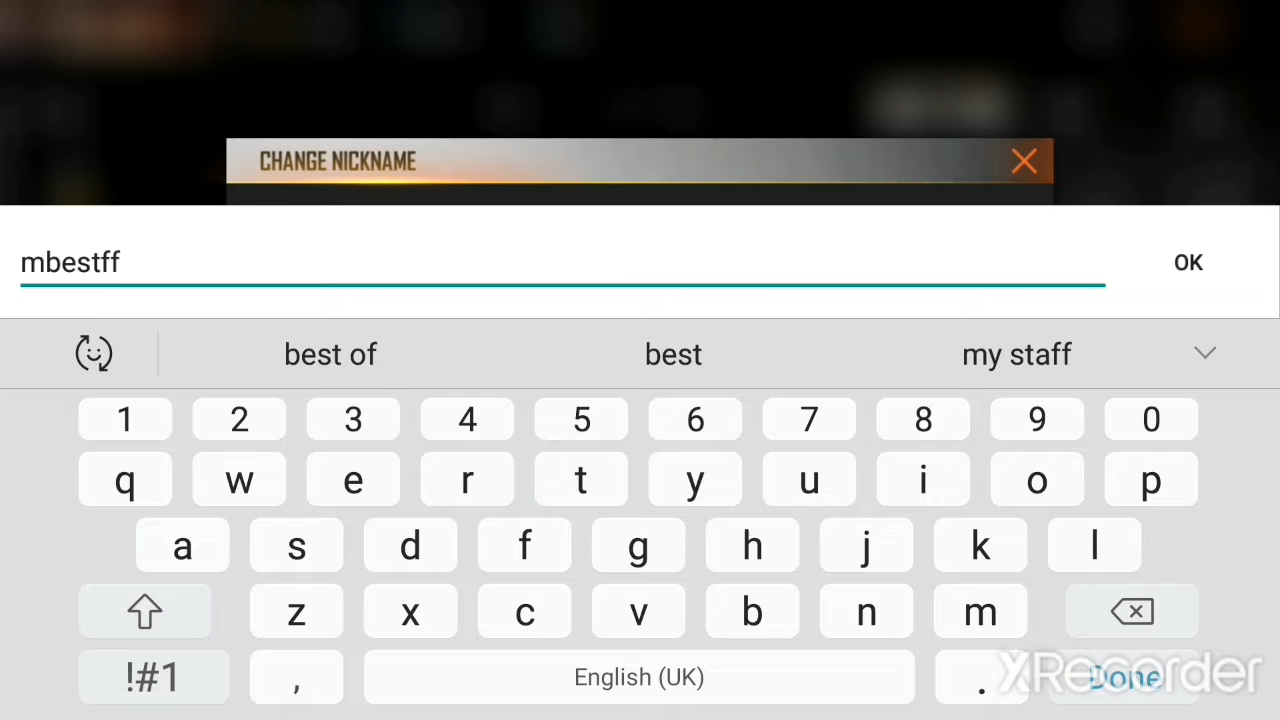 CHANGE NICKNAME
mbestff
OK
best of best my staff
1 2 3 4 5 6 7 8 9 0
q w e r t y u i o p
a s d f g h j k l
z x c v b n m
!#1 , English (UK) . Done
XRecorder